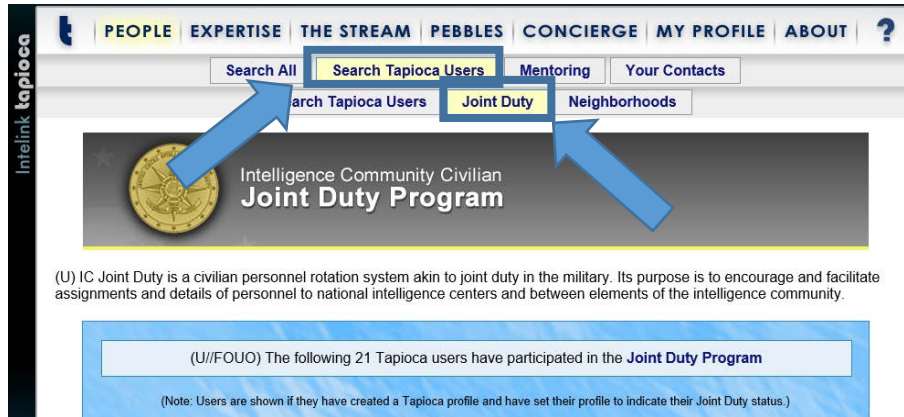 t PEOPLE EXPERTISE THE STREAM PEBBLES CONCIERGE MY PROFILE ABOUT ?
Intelink tapioca
Search All Search Tapioca Users Mentoring Your Contacts
Tapioca Users Joint Duty Neighborhoods
Intelligence Community Civilian
Joint Duty Program
(U) IC Joint Duty is a civilian personnel rotation system akin to joint duty in the military. Its purpose is to encourage and facilitate
assignments and details of personnel to national intelligence centers and between elements of the intelligence community.
(U//FOUO) The following 21 Tapioca users have participated in the Joint Duty Program
(Note: Users are shown if they have created a Tapioca profile and have set their profile to indicate their Joint Duty status.)